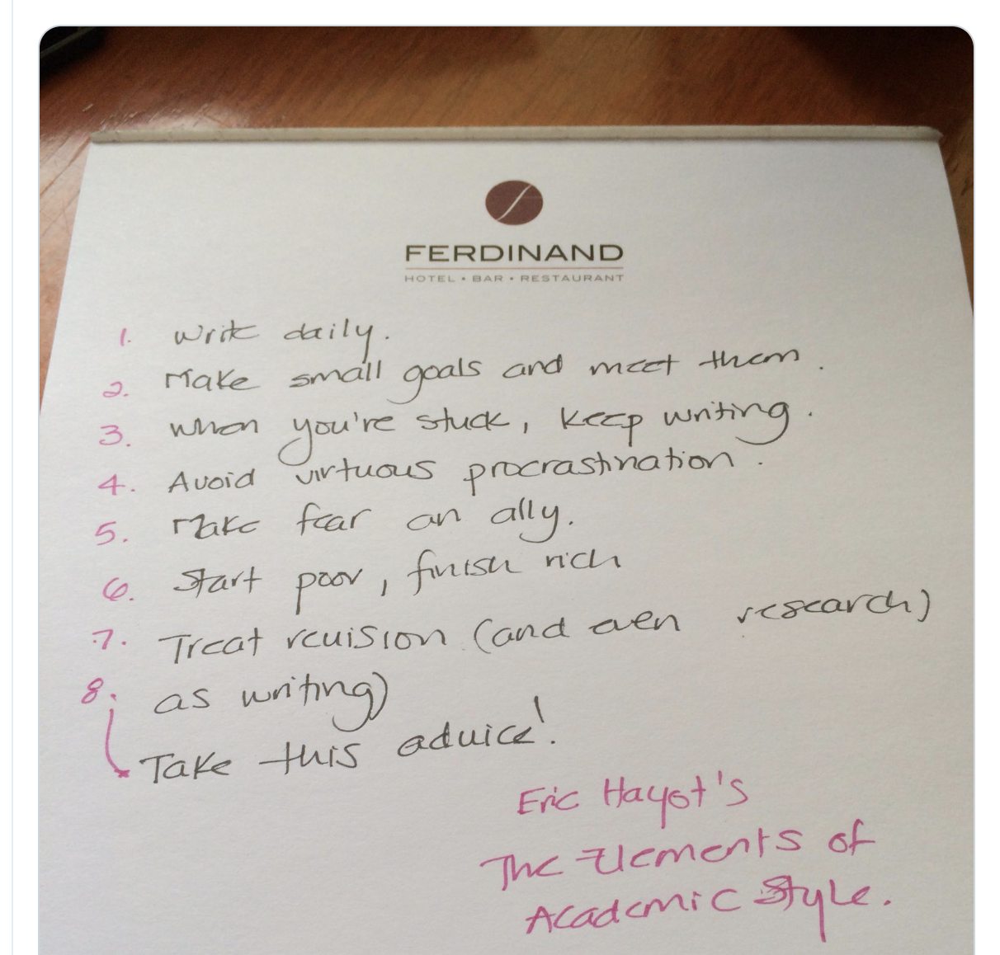 FERDINAND
HOTEL • BAR • RESTAURANT
1. Write daily.
2. Make small goals and meet them.
3. When you're stuck, keep writing.
4. Avoid virtuous procrastination.
5. Make fear an ally.
6. Start poor, finish rich
7. Treat revision (and even research)
8. as writing)
Take this advice!
Eric Hayot's
The Elements of
Academic Style.